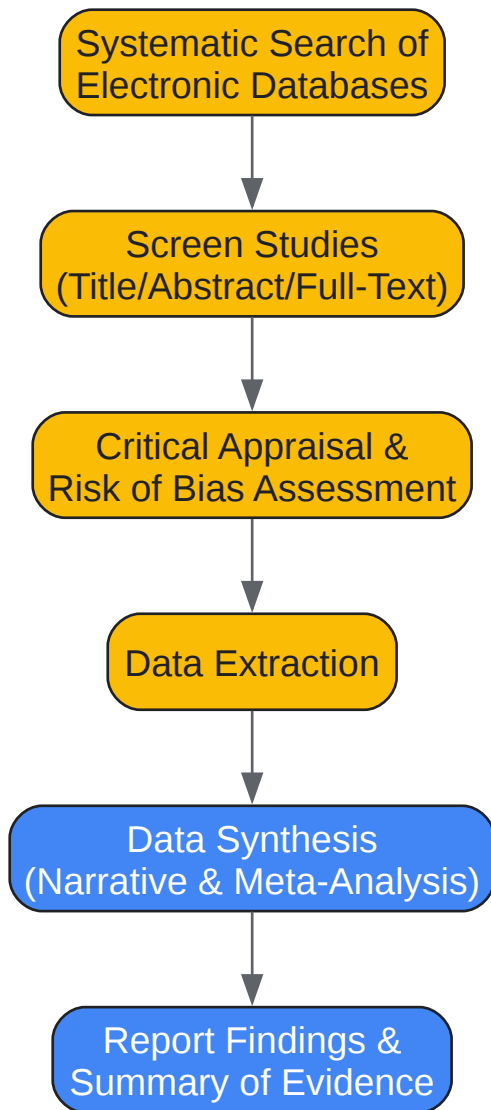 Systematic Search of
Electronic Databases
Screen Studies
(Title/Abstract/Full-Text)
Critical Appraisal &
Risk of Bias Assessment
Data Extraction
Data Synthesis
(Narrative & Meta-Analysis)
Report Findings &
Summary of Evidence